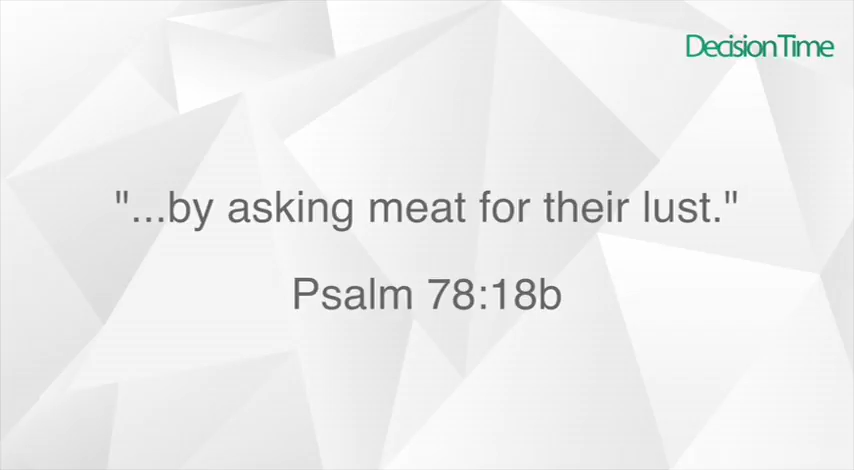 DecisionTime
"...by asking meat for their lust."
Psalm 78:18b